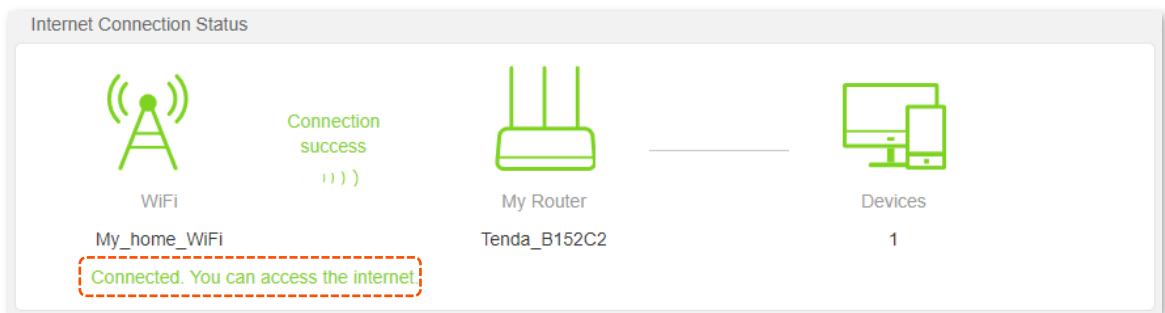 Internet Connection Status
Connection
success
WiFi
My Router
Devices
My_home_WiFi
Tenda_B152C2
1
Connected. You can access the internet.